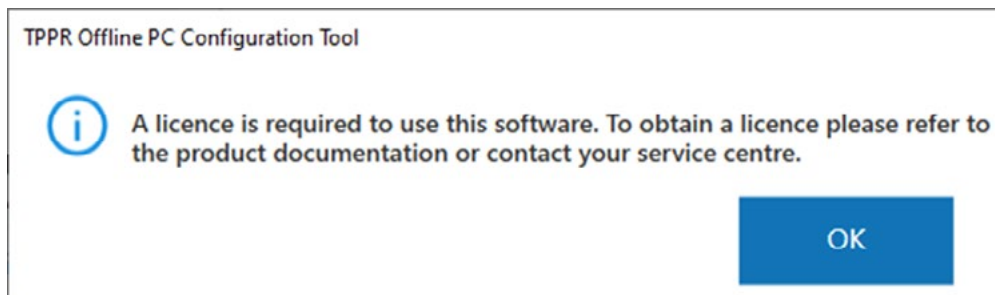 TPPR Offline PC Configuration Tool
A licence is required to use this software. To obtain a licence please refer to
the product documentation or contact your service centre.
OK